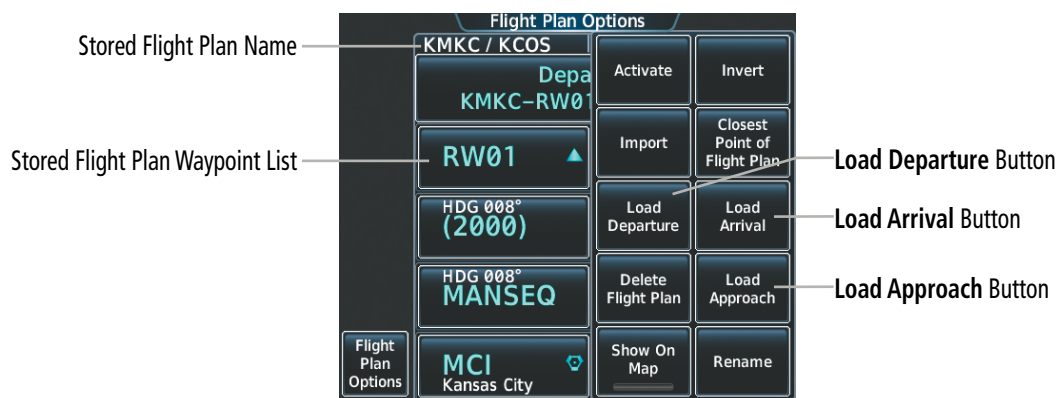 Flight Plan Options
Stored Flight Plan Name
KMKC / KCOS
Depa
KMKC-RW01
Stored Flight Plan Waypoint List
RW01
HDG 008°
(2000)
HDG 008°
MANSEQ
MCI
Kansas City
Flight
Plan
Options
Activate
Invert
Import
Closest
Point of
Flight Plan
Load
Departure
Load
Arrival
Delete
Flight Plan
Load
Approach
Show On
Map
Rename
Load Departure Button
Load Arrival Button
Load Approach Button